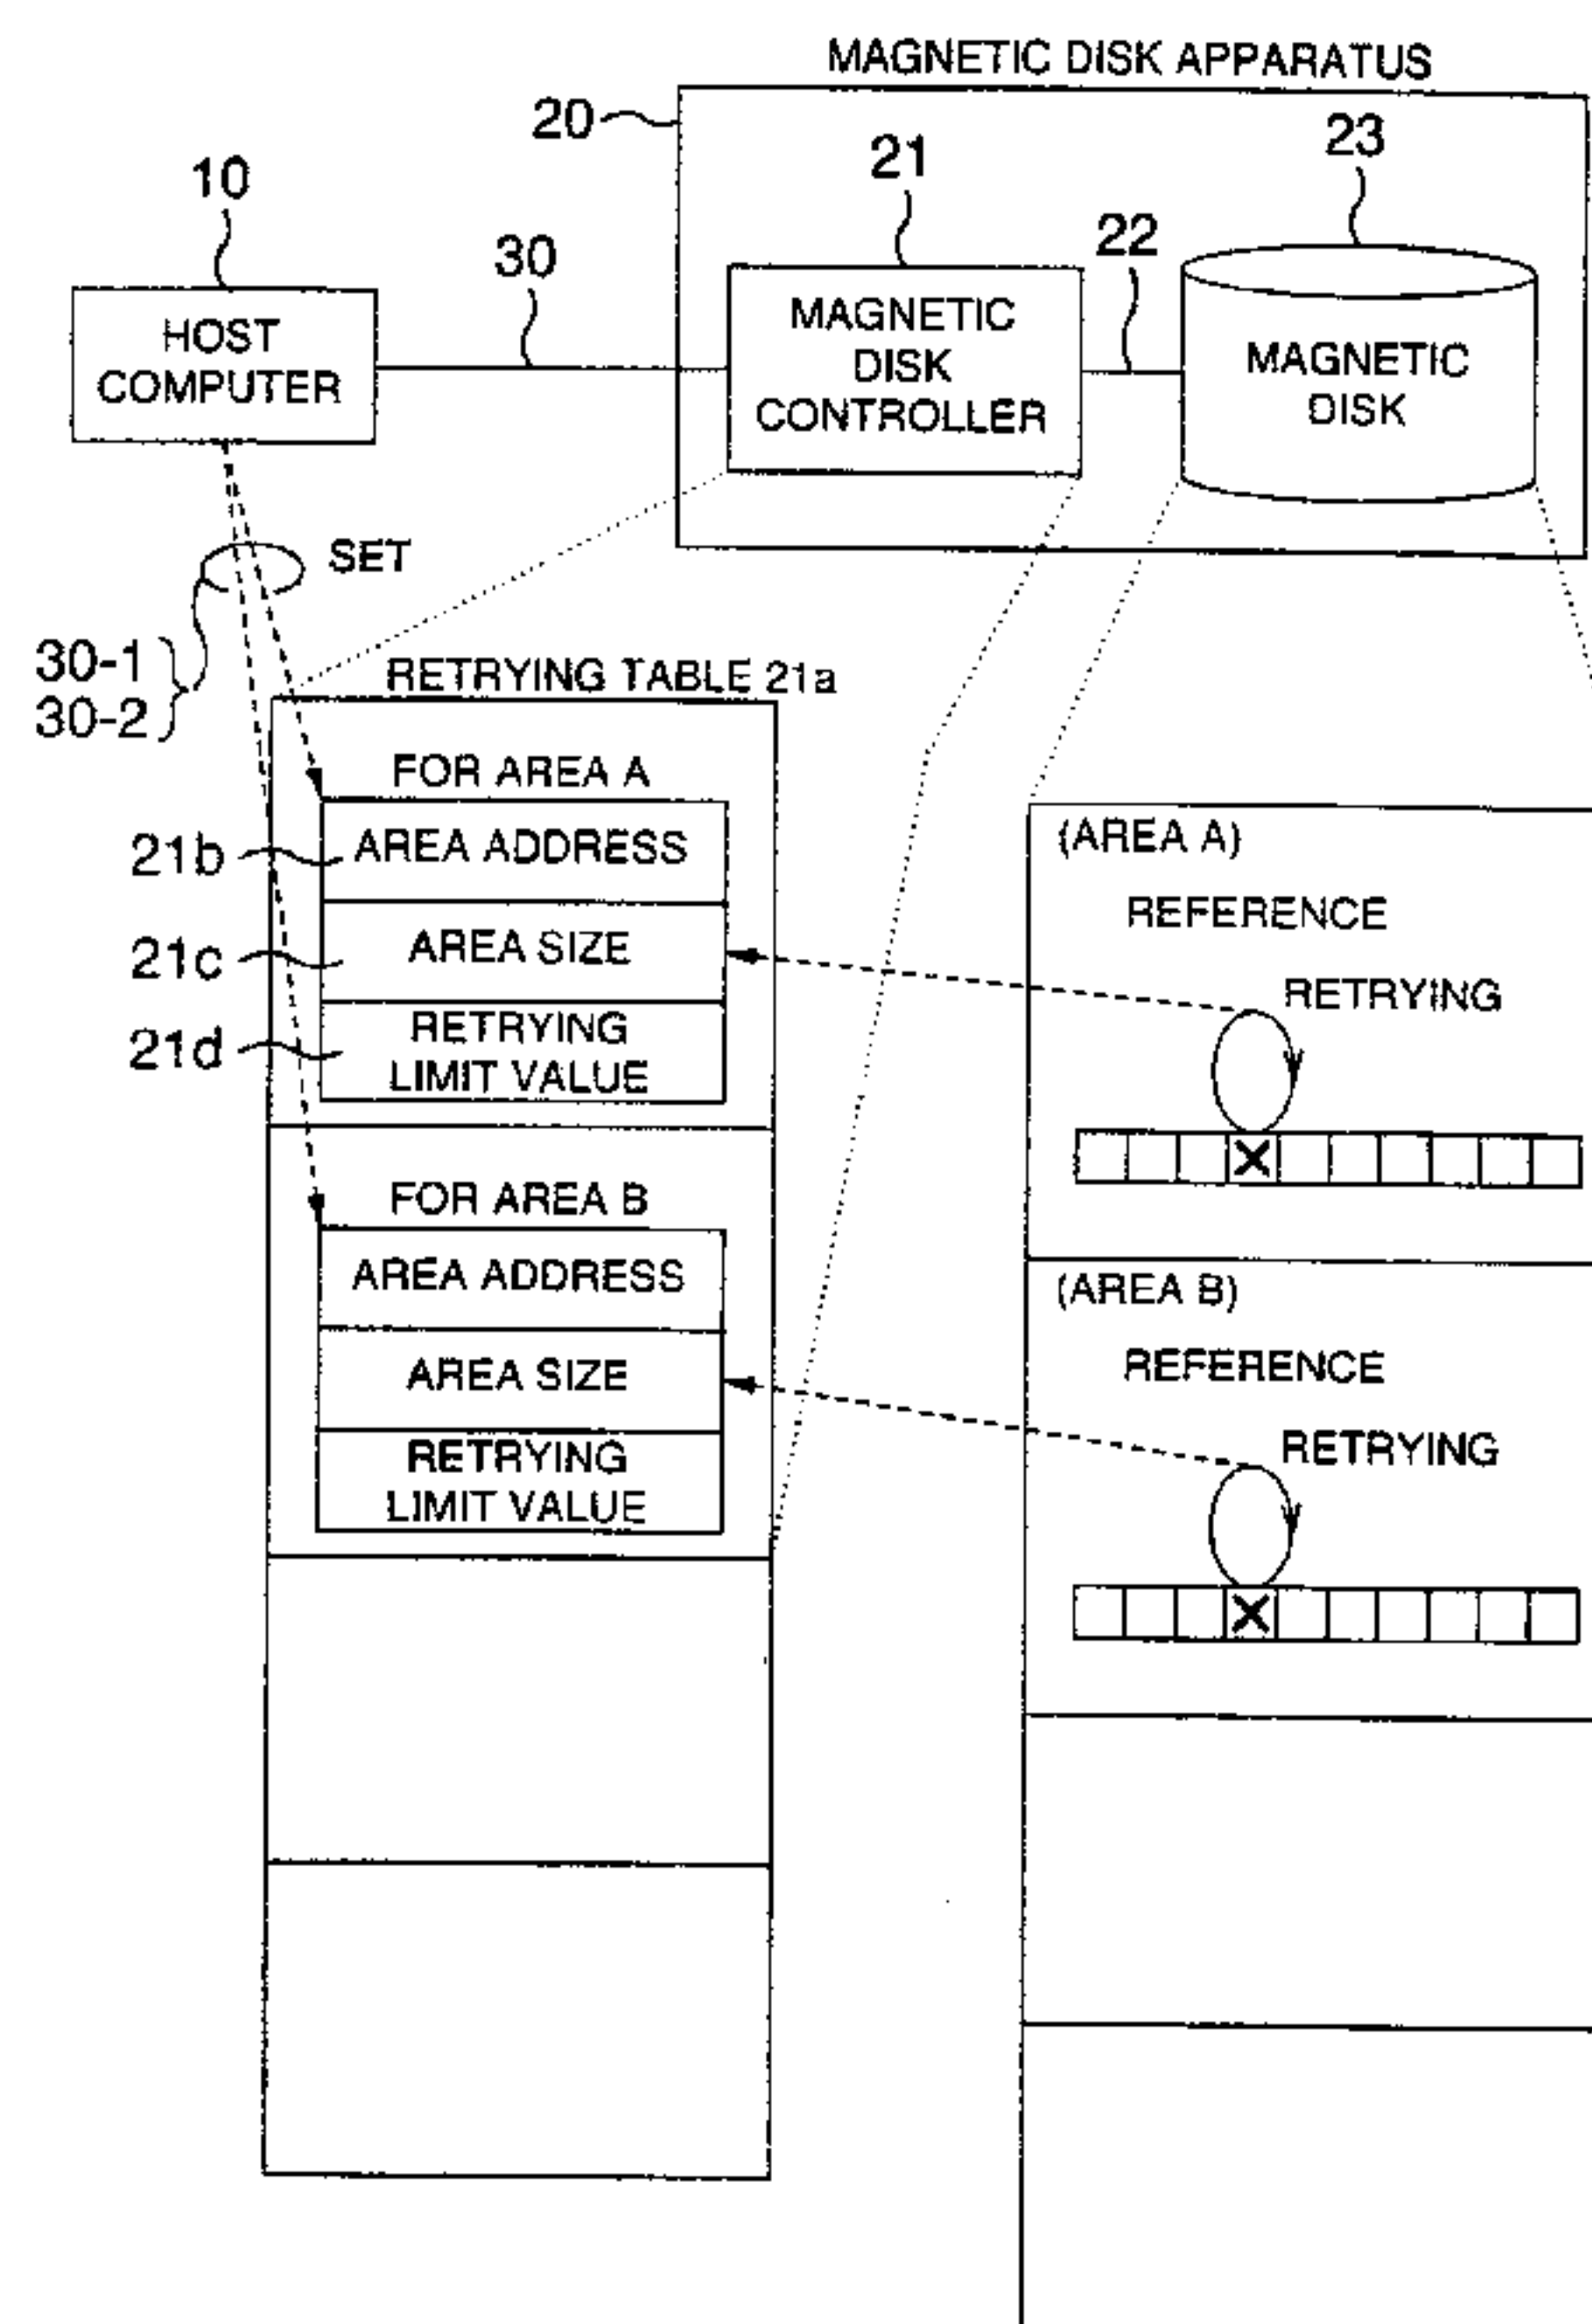 MAGNETIC DISK APPARATUS
20
21
23
10
30
22
HOST
COMPUTER
MAGNETIC
DISK
CONTROLLER
MAGNETIC
DISK
SET
30-1
30-2
RETRYING TABLE 21a
FOR AREA A
21b
AREA ADDRESS
21c
AREA SIZE
21d
RETRYING
LIMIT VALUE
(AREA A)
REFERENCE
RETRYING
X
FOR AREA B
AREA ADDRESS
AREA SIZE
RETRYING
LIMIT VALUE
(AREA B)
REFERENCE
RETRYING
X